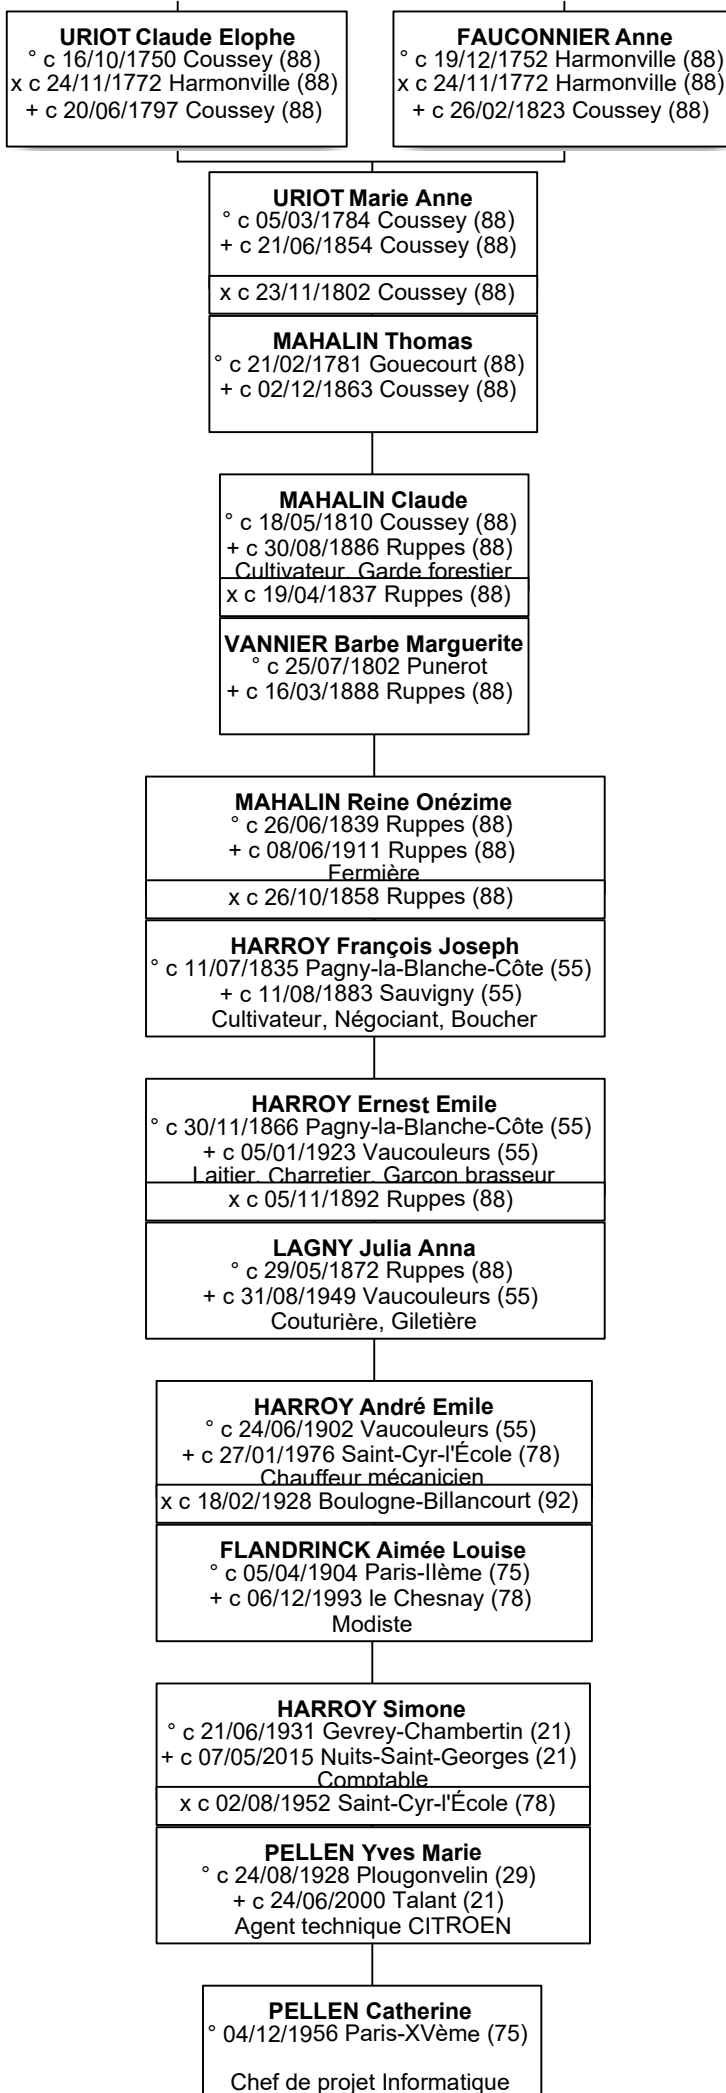 URIOT Claude Elophe
° c 16/10/1750 Coussey (88)
x c 24/11/1772 Harmonville (88)
+ c 20/06/1797 Coussey (88)
FAUCONNIER Anne
° c 19/12/1752 Harmonville (88)
x c 24/11/1772 Harmonville (88)
+ c 26/02/1823 Coussey (88)
URIOT Marie Anne
° c 05/03/1784 Coussey (88)
+ c 21/06/1854 Coussey (88)
x c 23/11/1802 Coussey (88)
MAHALIN Thomas
° c 21/02/1781 Gouecourt (88)
+ c 02/12/1863 Coussey (88)
MAHALIN Claude
° c 18/05/1810 Coussey (88)
+ c 30/08/1886 Ruppes (88)
Cultivateur, Garde forestier
x c 19/04/1837 Ruppes (88)
VANNIER Barbe Marguerite
° c 25/07/1802 Punerot
+ c 16/03/1888 Ruppes (88)
MAHALIN Reine Onézime
° c 26/06/1839 Ruppes (88)
+ c 08/06/1911 Ruppes (88)
Fermière
x c 26/10/1858 Ruppes (88)
HARROY François Joseph
° c 11/07/1835 Pagny-la-Blanche-Côte (55)
+ c 11/08/1883 Sauvigny (55)
Cultivateur, Négociant, Boucher
HARROY Ernest Emile
° c 30/11/1866 Pagny-la-Blanche-Côte (55)
+ c 05/01/1923 Vaucouleurs (55)
Laitier, Charretier, Garçon brasseur
x c 05/11/1892 Ruppes (88)
LAGNY Julia Anna
° c 29/05/1872 Ruppes (88)
+ c 31/08/1949 Vaucouleurs (55)
Couturière, Giletière
HARROY André Emile
° c 24/06/1902 Vaucouleurs (55)
+ c 27/01/1976 Saint-Cyr-l'École (78)
Chauffeur mécanicien
x c 18/02/1928 Boulogne-Billancourt (92)
FLANDRINCK Aimée Louise
° c 05/04/1904 Paris-IIème (75)
+ c 06/12/1993 le Chesnay (78)
Modiste
HARROY Simone
° c 21/06/1931 Gevrey-Chambertin (21)
+ c 07/05/2015 Nuits-Saint-Georges (21)
Comptable
x c 02/08/1952 Saint-Cyr-l'École (78)
PELLEN Yves Marie
° c 24/08/1928 Plougonvelin (29)
+ c 24/06/2000 Talant (21)
Agent technique CITROEN
PELLEN Catherine
° 04/12/1956 Paris-XVème (75)
Chef de projet Informatique